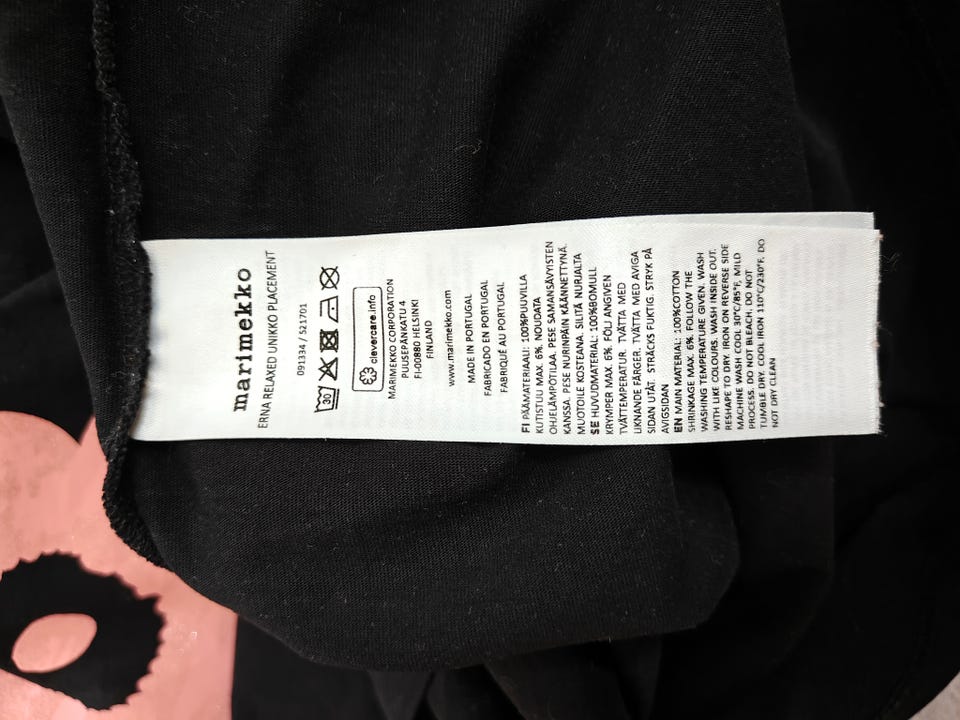 marimekko
ERNA RELAXED UNIKKO PLACEMENT
091334 / S21701
30
clevercare.info
MARIMEKKO CORPORATION
PUUSEPÄNKATU 4
FI-00880 HELSINKI
FINLAND
www.marimekko.com
MADE IN PORTUGAL
FABRICADO EN PORTUGAL
FABRIQUÉ AU PORTUGAL
FI PÄÄMATERIAALI: 100%PUUVILLA
KUTISTUU MAX. 6%. NOUDATA
OHJELÄMPÖTILAA. PESE SAMANSÄVYISTEN
KANSSA. PESE NURINPÄIN KÄÄNNETTYNÄ.
MUOTOILE KOSTEANA. SILITÄ NURJALTA
SE HUVUDMATERIAL: 100%BOMULL
KRYMPER MAX. 6%. FÖLJ ANGIVEN
TVÄTTEMPERATUR. TVÄTTA MED
LIKNANDE FÄRGER. TVÄTTA MED AVIGA
SIDAN UTÅT. STRÄCKS FUKTIG. STRYK PÅ
AVIGSIDAN
EN MAIN MATERIAL: 100%COTTON
SHRINKAGE MAX. 6%. FOLLOW THE
WASHING TEMPERATURE GIVEN. WASH
WITH LIKE COLOURS. WASH INSIDE OUT.
RESHAPE TO DRY. IRON ON REVERSE SIDE
MACHINE WASH COOL 30°C/85°F, MILD
PROCESS. DO NOT BLEACH. DO NOT
TUMBLE DRY. COOL IRON 110°C/230°F. DO
NOT DRY CLEAN